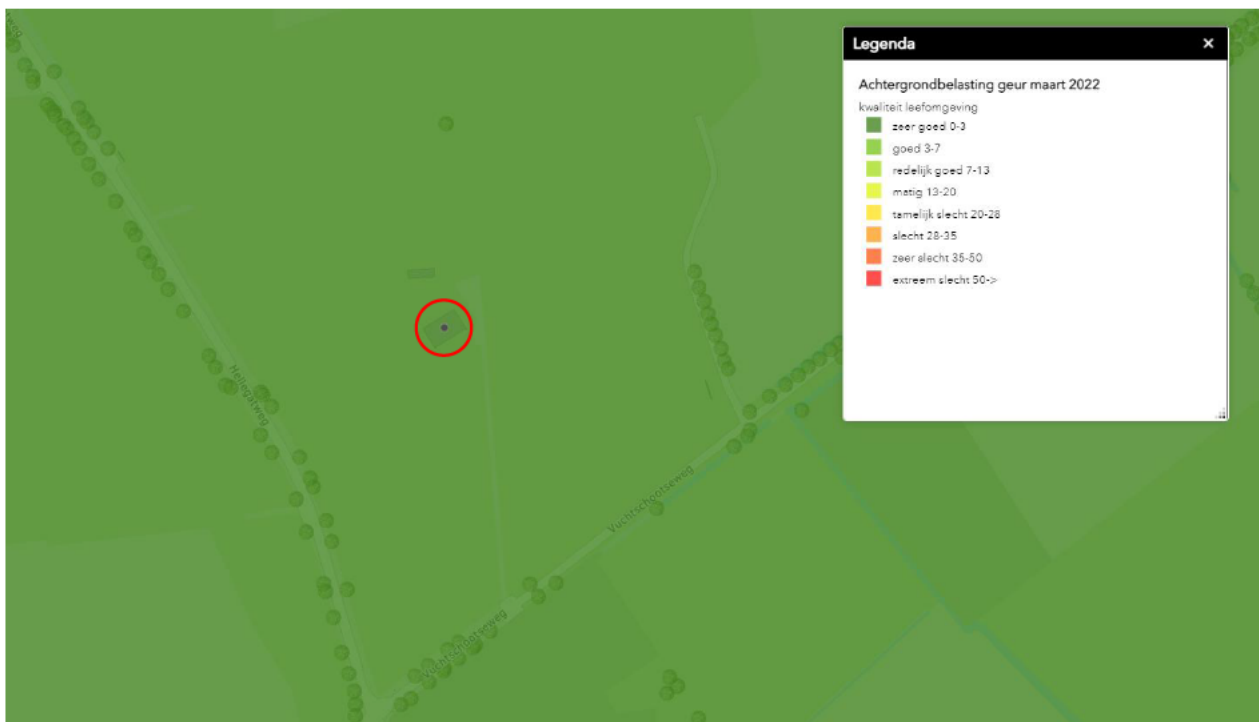 Legenda ×
Achtergrondbelasting geur maart 2022
kwaliteit leefomgeving
zeer goed 0-3
goed 3-7
redelijk goed 7-13
matig 13-20
tamelijk slecht 20-28
slecht 28-35
zeer slecht 35-50
extreem slecht 50->
Hellegatweg
Vuchtschootseweg
Vuchtschootseweg